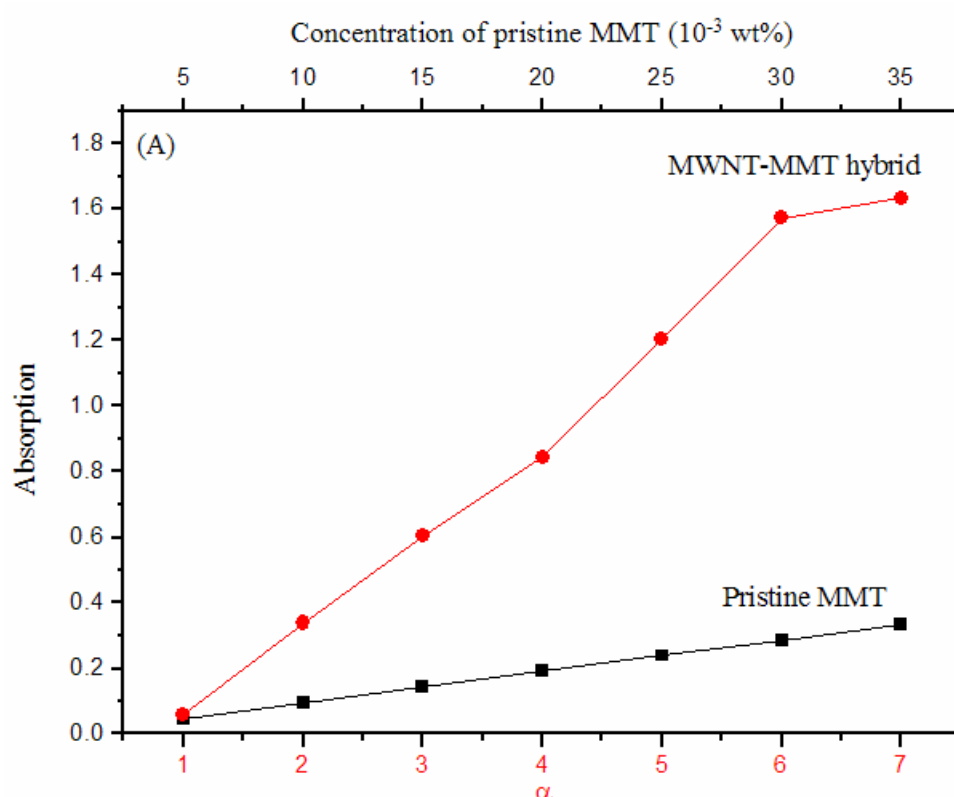 Concentration of pristine MMT (10⁻³ wt%)
5 10 15 20 25 30 35
(A)
MWNT-MMT hybrid
Pristine MMT
Absorption
1.8
1.6
1.4
1.2
1.0
0.8
0.6
0.4
0.2
0.0
1 2 3 4 5 6 7
α